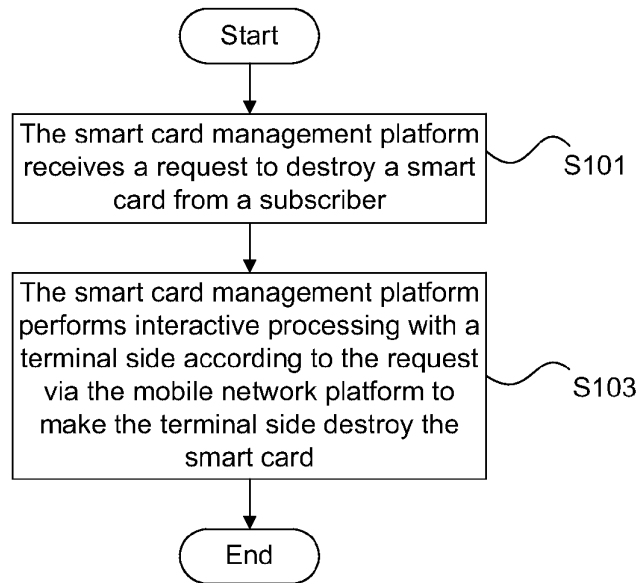 Start
The smart card management platform
receives a request to destroy a smart
card from a subscriber
S101
The smart card management platform
performs interactive processing with a
terminal side according to the request
via the mobile network platform to
make the terminal side destroy the
smart card
S103
End